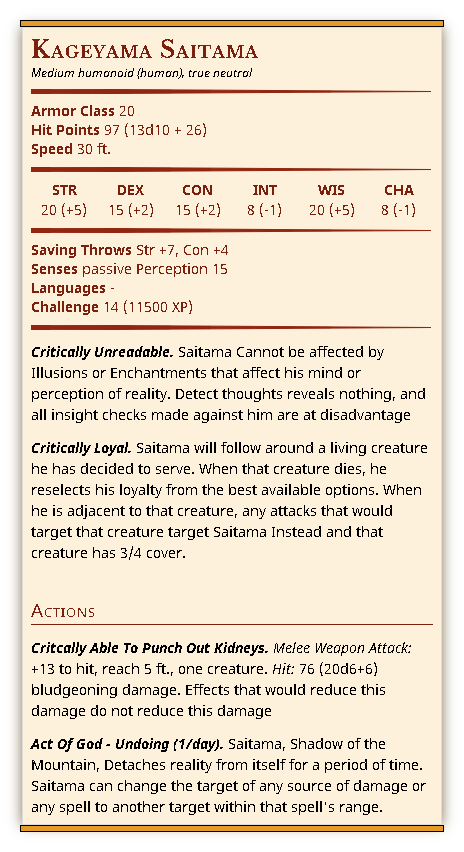 Kageyama Saitama
Medium humanoid (human), true neutral
Armor Class 20
Hit Points 97 (13d10 + 26)
Speed 30 ft.
STR DEX CON INT WIS CHA
20 (+5) 15 (+2) 15 (+2) 8 (-1) 20 (+5) 8 (-1)
Saving Throws Str +7, Con +4
Senses passive Perception 15
Languages -
Challenge 14 (11500 XP)
Critically Unreadable. Saitama Cannot be affected by
Illusions or Enchantments that affect his mind or
perception of reality. Detect thoughts reveals nothing, and
all insight checks made against him are at disadvantage
Critically Loyal. Saitama will follow around a living creature
he has decided to serve. When that creature dies, he
reselects his loyalty from the best available options. When
he is adjacent to that creature, any attacks that would
target that creature target Saitama Instead and that
creature has 3/4 cover.
Actions
Critcally Able To Punch Out Kidneys. Melee Weapon Attack:
+13 to hit, reach 5 ft., one creature. Hit: 76 (20d6+6)
bludgeoning damage. Effects that would reduce this
damage do not reduce this damage
Act Of God - Undoing (1/day). Saitama, Shadow of the
Mountain, Detaches reality from itself for a period of time.
Saitama can change the target of any source of damage or
any spell to another target within that spell's range.